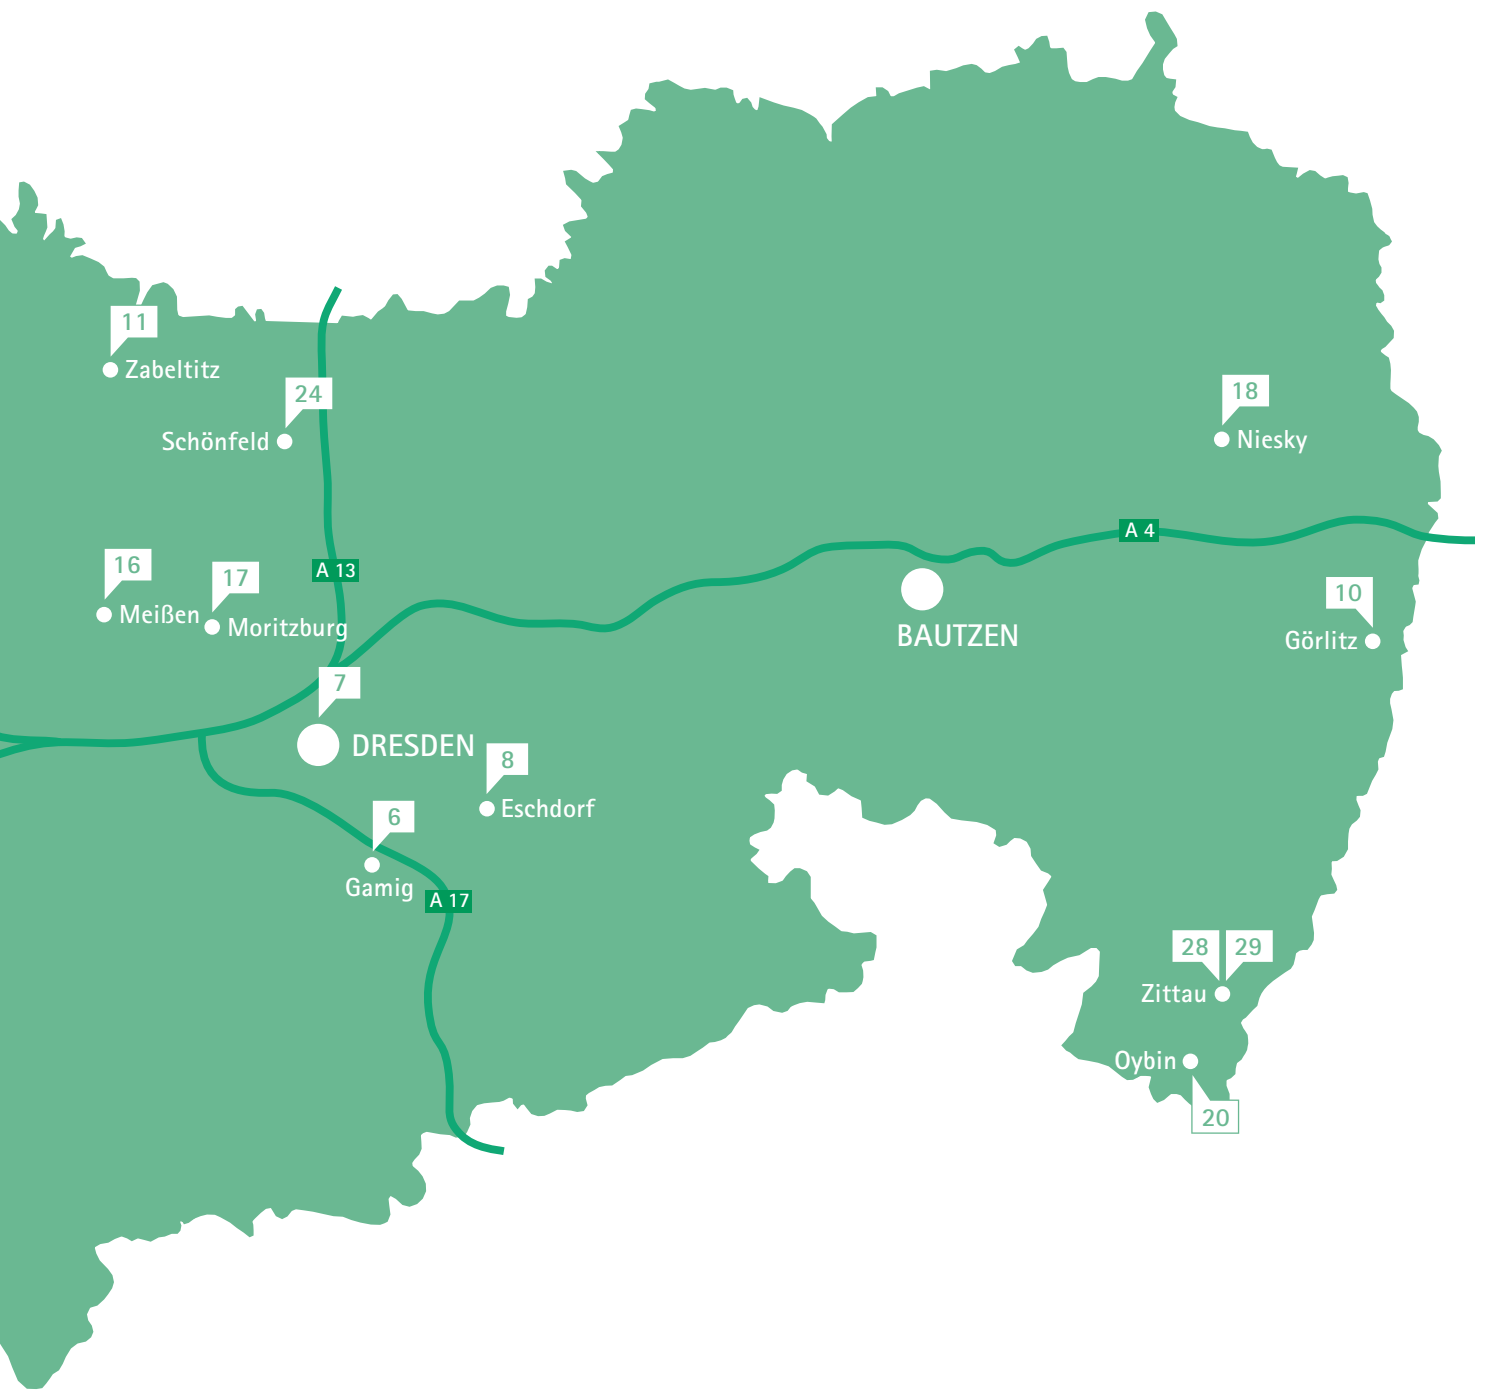 11
Zabeltitz
24
Schönfeld
18
Niesky
A 4
16
Meißen
17
Moritzburg
A 13
10
Görlitz
BAUTZEN
7
DRESDEN
8
Eschdorf
6
Gamig
A 17
28
29
Zittau
Oybin
20